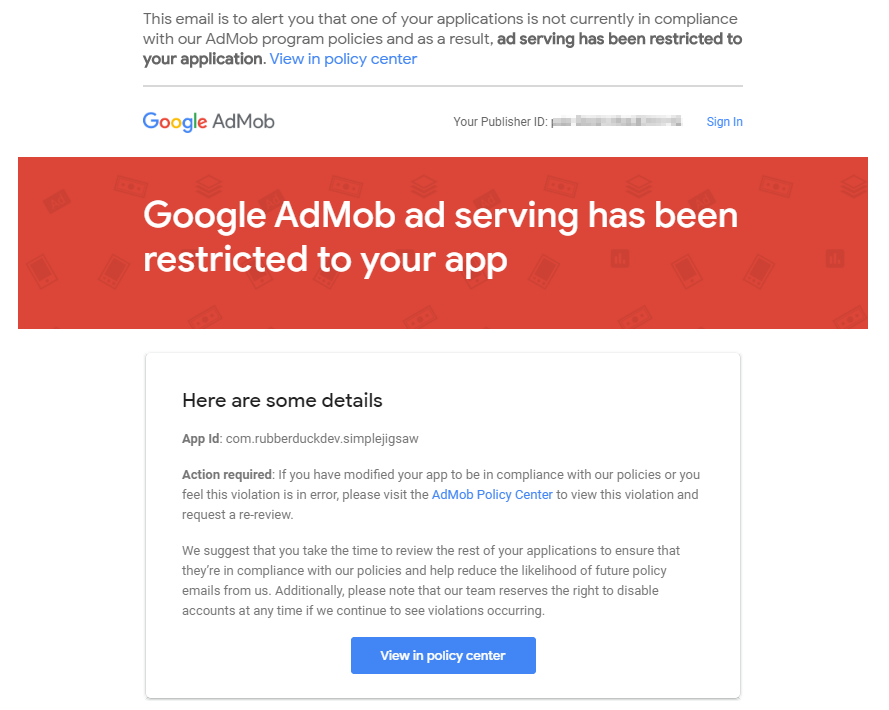 This email is to alert you that one of your applications is not currently in compliance
with our AdMob program policies and as a result, ad serving has been restricted to
your application. View in policy center
Google AdMob
Your Publisher ID:
Sign In
Google AdMob ad serving has been
restricted to your app
Here are some details
App Id: com.rubberduckdev.simplejigsaw
Action required: If you have modified your app to be in compliance with our policies or you
feel this violation is in error, please visit the AdMob Policy Center to view this violation and
request a re-review.
We suggest that you take the time to review the rest of your applications to ensure that
they’re in compliance with our policies and help reduce the likelihood of future policy
emails from us. Additionally, please note that our team reserves the right to disable
accounts at any time if we continue to see violations occurring.
View in policy center